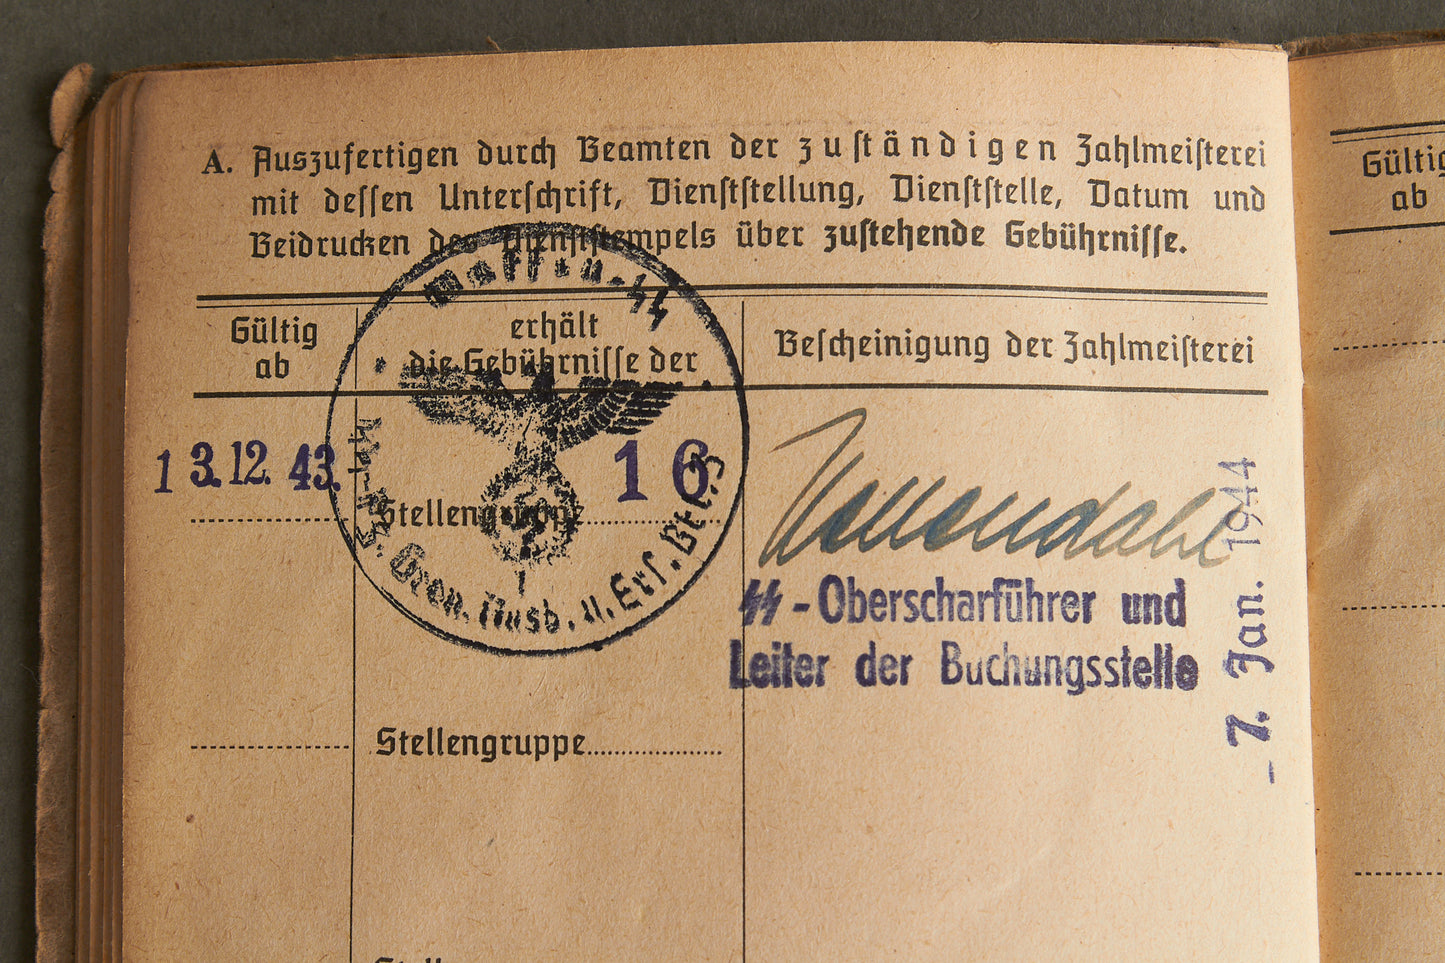 A. Auszufertigen durch Beamten der zuständigen Zahlmeisterei
mit dessen Unterschrift, Dienststellung, Dienststelle, Datum und
Beidrucken des Dienststempels über zustehende Gebührnisse.
Gültig
ab
erhält
die Gebührnisse der
Bescheinigung der Zahlmeisterei
Waffen-SS
13.12.43.
Stellengruppe
16
Gren. Ausb. u. Ers. Btl.
SS-Oberscharführer und
Leiter der Buchungsstelle
- 7. Jan. 1944
Stellengruppe
Gültig
ab